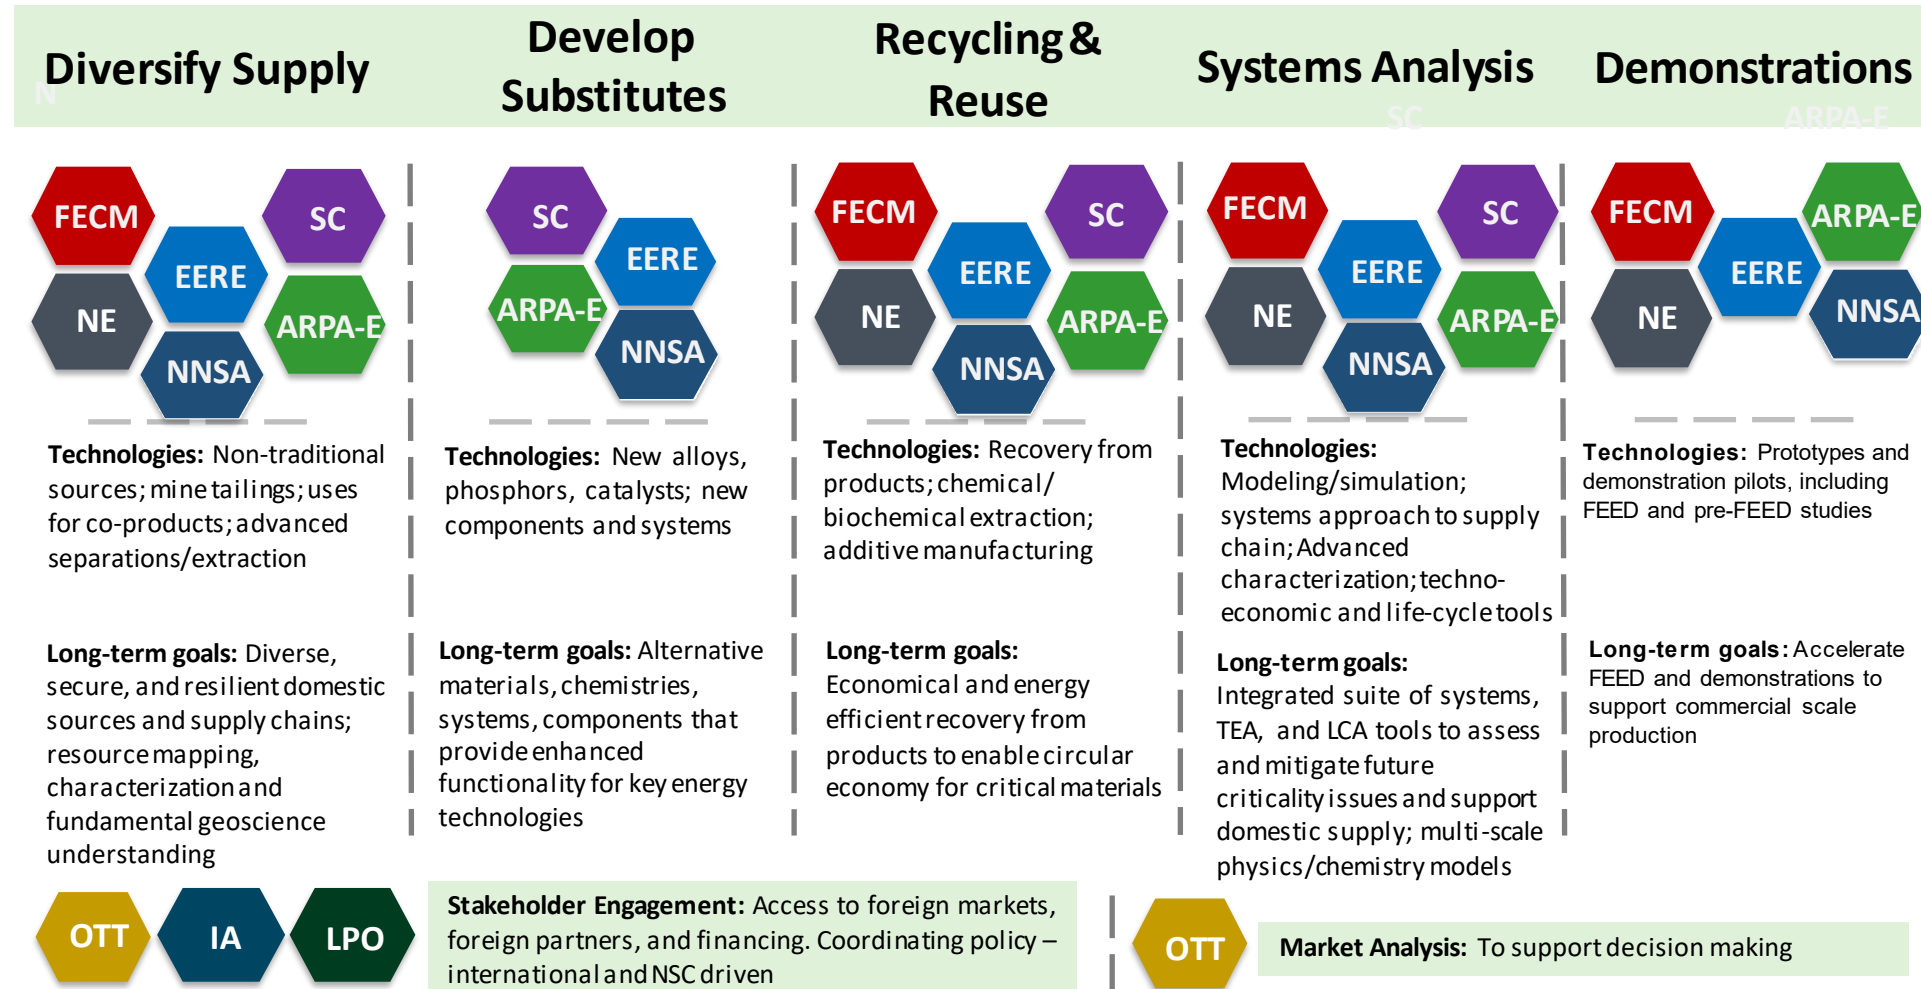 Diversify Supply
Develop
Substitutes
Recycling &
Reuse
Systems Analysis
Demonstrations
N
SC
ARPA-E
FECM
SC
EERE
NE
ARPA-E
NNSA
SC
EERE
ARPA-E
NNSA
FECM
SC
EERE
NE
ARPA-E
NNSA
FECM
SC
EERE
NE
ARPA-E
NNSA
FECM
ARPA-E
EERE
NE
NNSA
Technologies: Non-traditional
sources; mine tailings; uses
for co-products; advanced
separations/extraction
Long-term goals: Diverse,
secure, and resilient domestic
sources and supply chains;
resource mapping,
characterization and
fundamental geoscience
understanding
Technologies: New alloys,
phosphors, catalysts; new
components and systems
Long-term goals: Alternative
materials, chemistries,
systems, components that
provide enhanced
functionality for key energy
technologies
Technologies: Recovery from
products; chemical/
biochemical extraction;
additive manufacturing
Long-term goals:
Economical and energy
efficient recovery from
products to enable circular
economy for critical materials
Technologies:
Modeling/simulation;
systems approach to supply
chain; Advanced
characterization; techno-
economic and life-cycle tools
Long-term goals:
Integrated suite of systems,
TEA, and LCA tools to assess
and mitigate future
criticality issues and support
domestic supply; multi-scale
physics/chemistry models
Technologies: Prototypes and
demonstration pilots, including
FEED and pre-FEED studies
Long-term goals: Accelerate
FEED and demonstrations to
support commercial scale
production
OTT
IA
LPO
Stakeholder Engagement: Access to foreign markets,
foreign partners, and financing. Coordinating policy –
international and NSC driven
OTT
Market Analysis: To support decision making